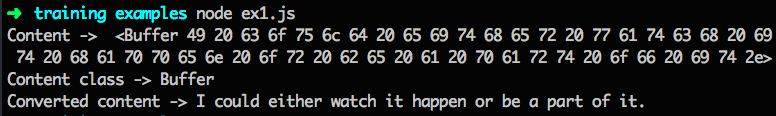 ➜ training examples node ex1.js
Content -> <Buffer 49 20 63 6f 75 6c 64 20 65 69 74 68 65 72 20 77 61 74 63 68 20 69
74 20 68 61 70 70 65 6e 20 6f 72 20 62 65 20 61 20 70 61 72 74 20 6f 66 20 69 74 2e>
Content class -> Buffer
Converted content -> I could either watch it happen or be a part of it.